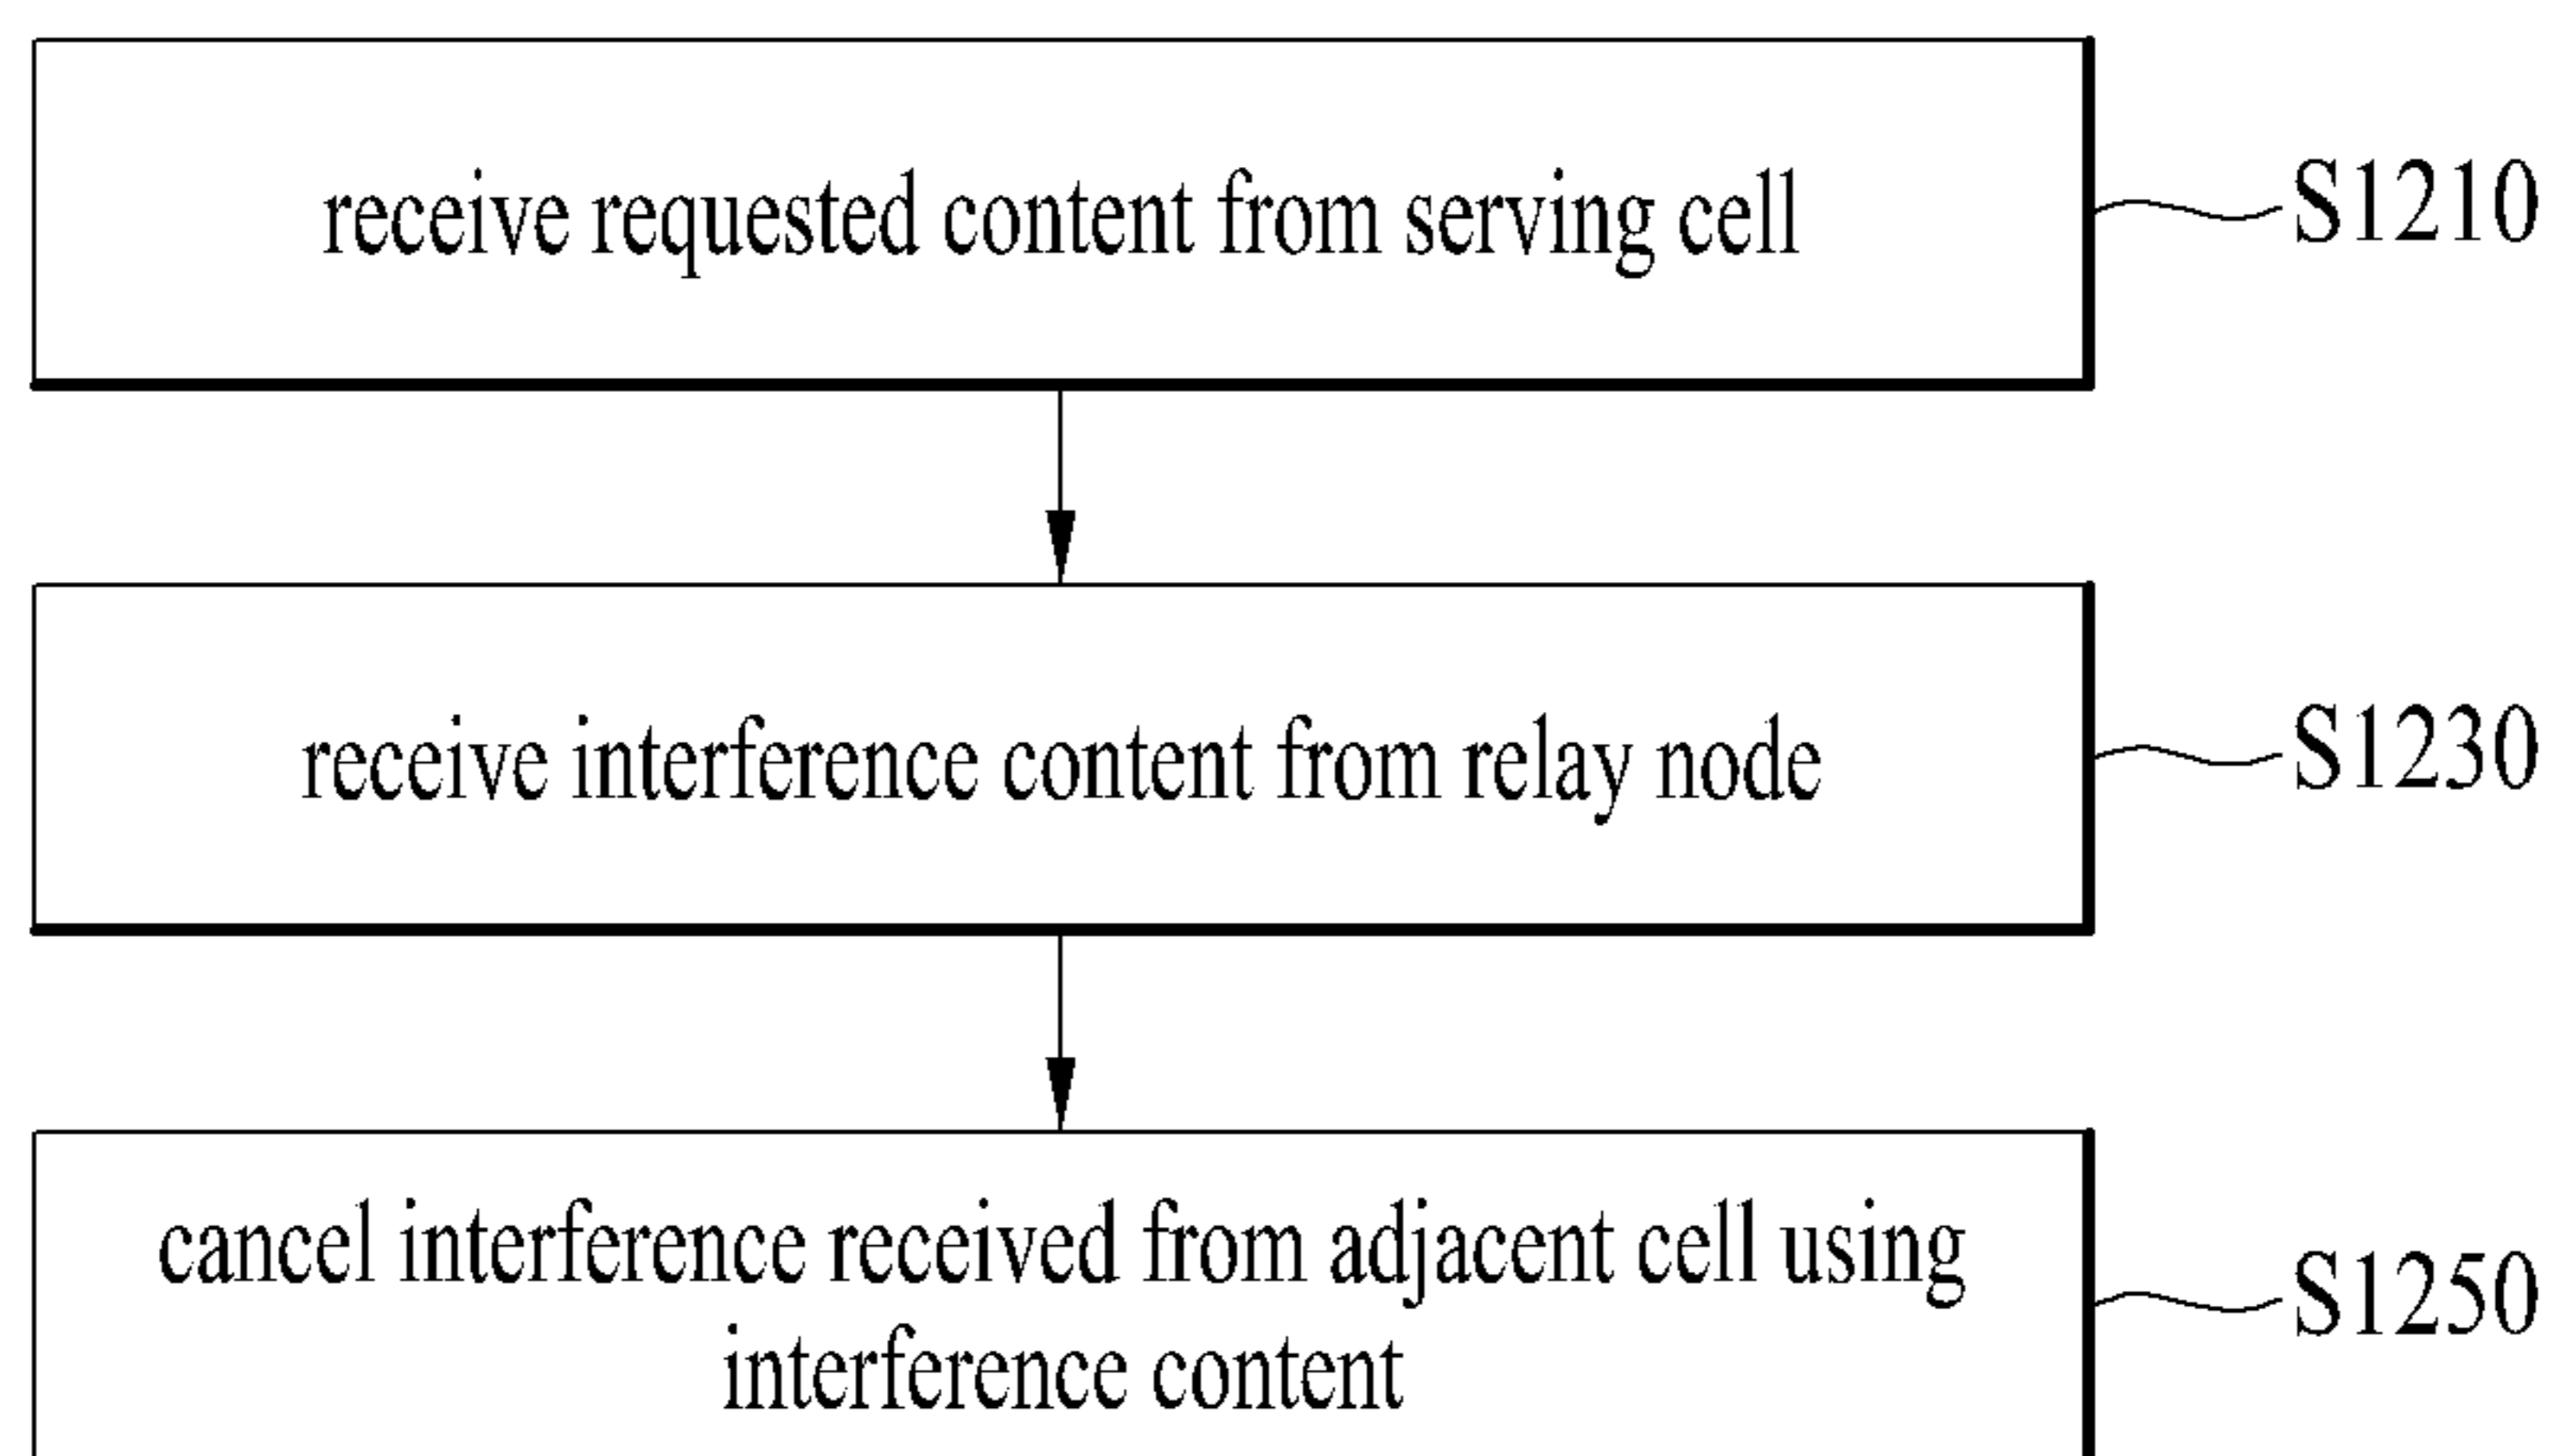 receive requested content from serving cell
S1210
receive interference content from relay node
S1230
cancel interference received from adjacent cell using
interference content
S1250